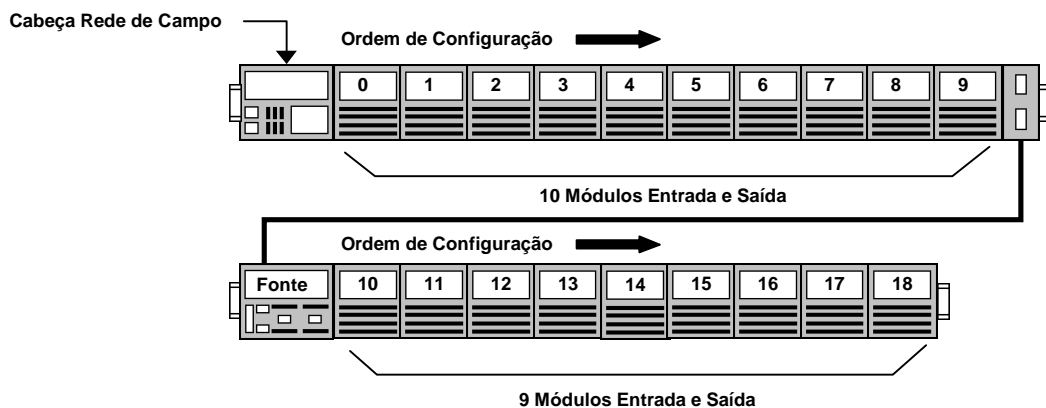 Cabeça Rede de Campo
Ordem de Configuração
0 1 2 3 4 5 6 7 8 9
10 Módulos Entrada e Saída
Ordem de Configuração
Fonte 10 11 12 13 14 15 16 17 18
9 Módulos Entrada e Saída